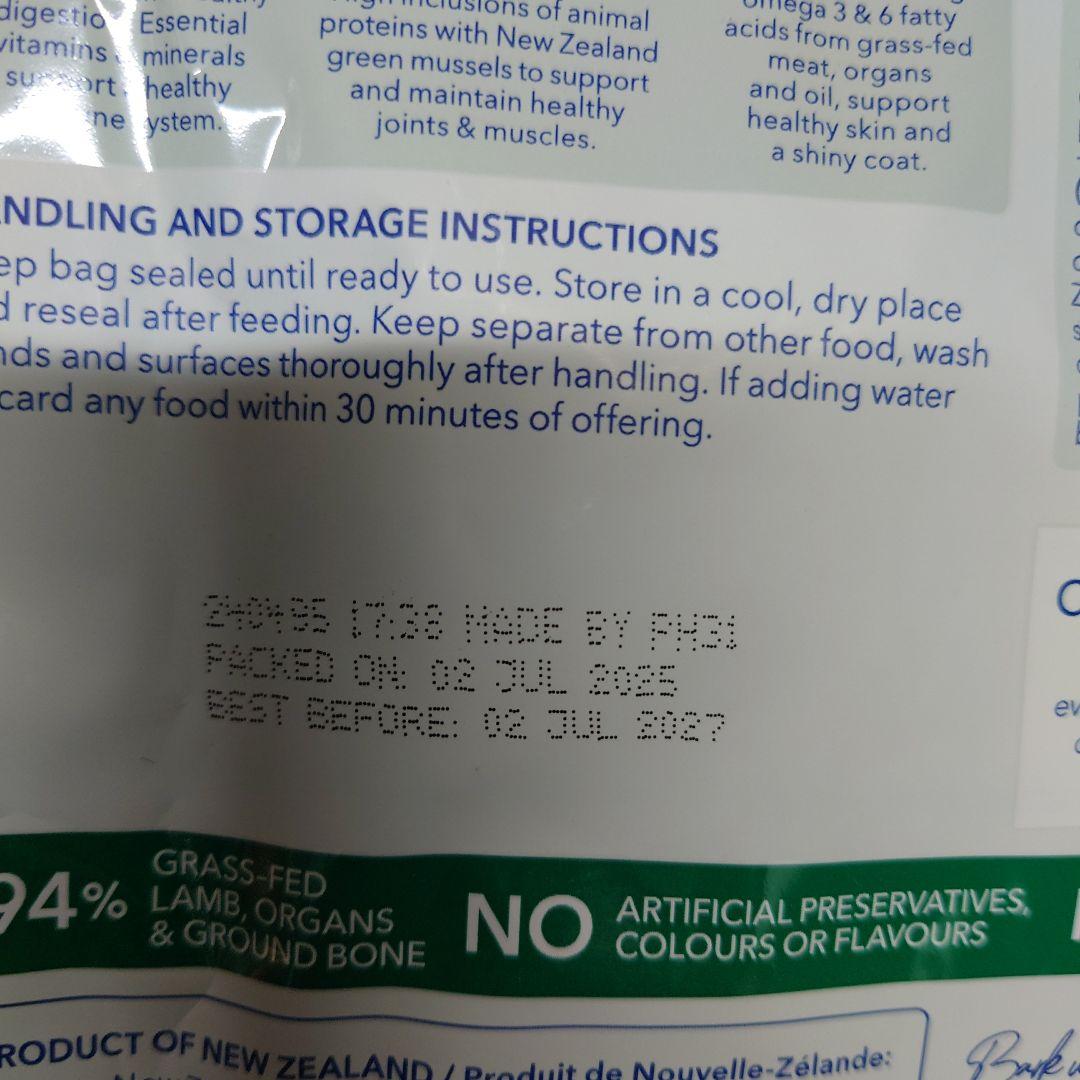 digestio Essential
vitamins minerals
healthy
ystem.
of animal
proteins with New Zealand
green mussels to support
and maintain healthy
joints & muscles.
omega 3 & 6 fatty
acids from grass-fed
meat, organs
and oil, support
healthy skin and
a shiny coat.
NDLING AND STORAGE INSTRUCTIONS
ep bag sealed until ready to use. Store in a cool, dry place
d reseal after feeding. Keep separate from other food, wash
nds and surfaces thoroughly after handling. If adding water
card any food within 30 minutes of offering.
17:38 MADE BY PH31
PACKED ON: 02 JUL 2025
BEST BEFORE: 02 JUL 2027
94% GRASS-FED
LAMB, ORGANS
& GROUND BONE
NO ARTIFICIAL PRESERVATIVES,
COLOURS OR FLAVOURS
RODUCT OF NEW ZEALAND / Produit de Nouvelle-Zélande: